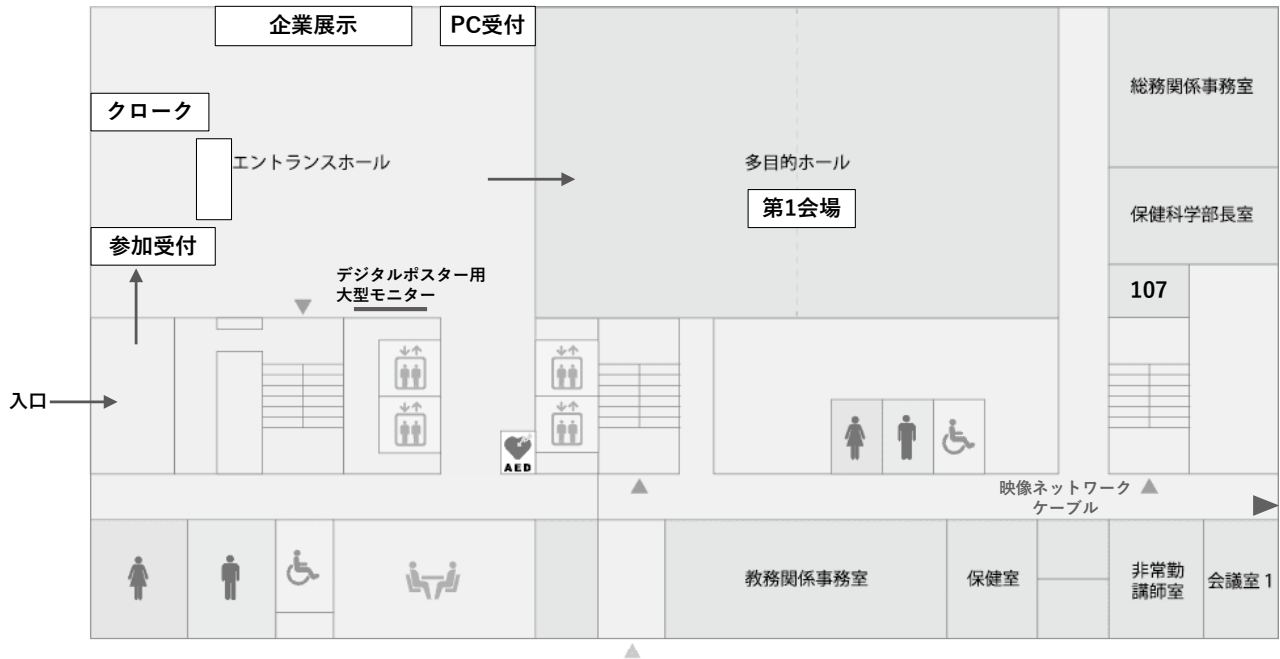 企業展示
PC受付
総務関係事務室
クローク
エントランスホール
多目的ホール
第1会場
保健科学部長室
参加受付
デジタルポスター用
大型モニター
107
入口
AED
映像ネットワーク
ケーブル
教務関係事務室
保健室
非常勤
講師室
会議室1